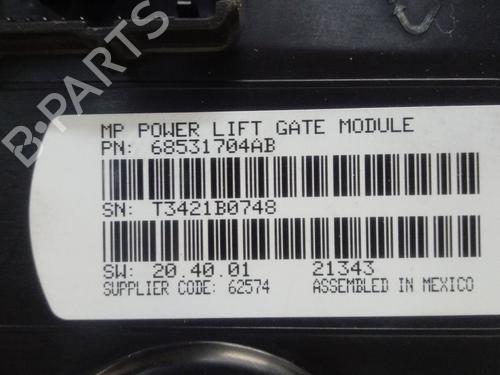 MP POWER LIFT GATE MODULE
PN: 68531704AB
SN: T3421B0748
SW: 20.40.01 21343
SUPPLIER CODE: 62574 ASSEMBLED IN MEXICO
B-PARTS